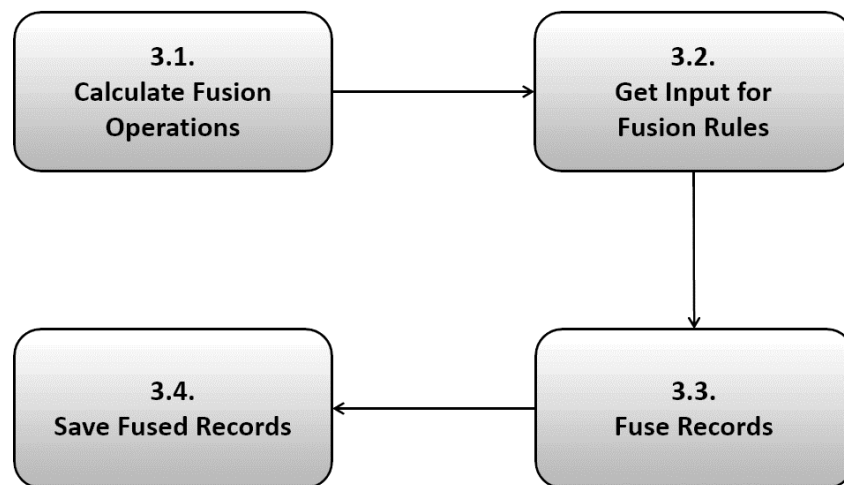 3.1.
Calculate Fusion
Operations
3.2.
Get Input for
Fusion Rules
3.3.
Fuse Records
3.4.
Save Fused Records